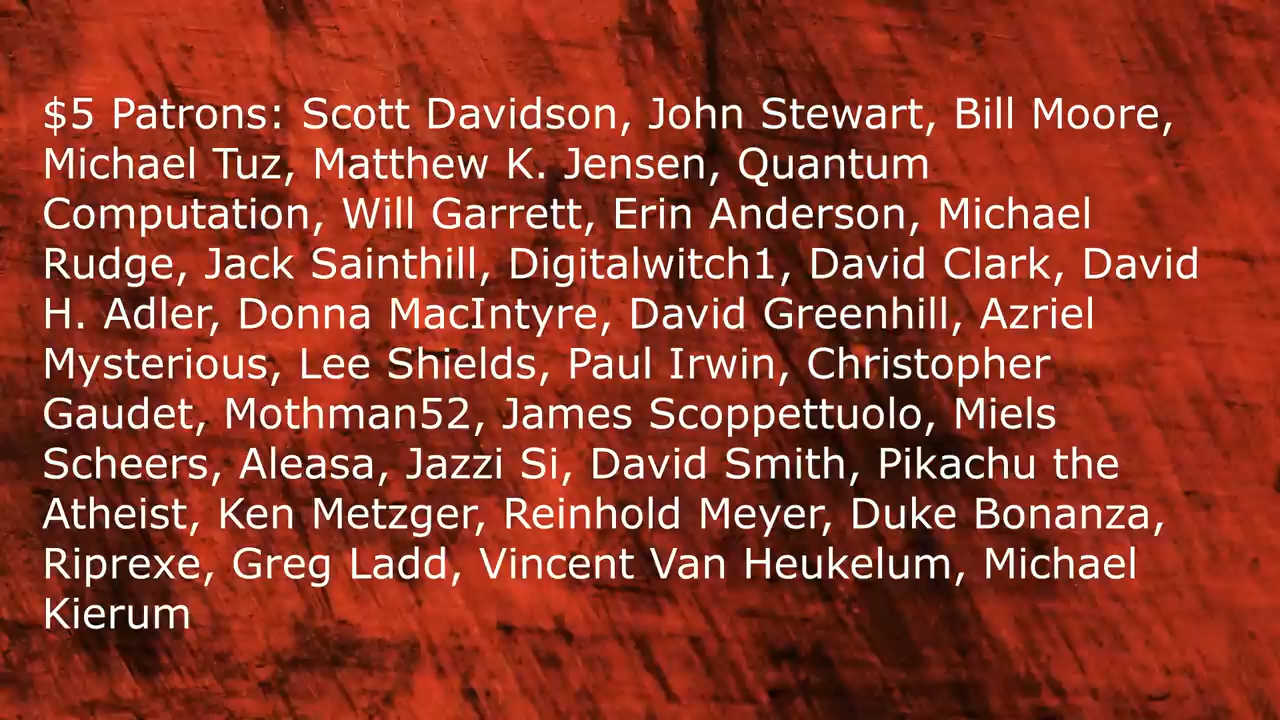 $5 Patrons: Scott Davidson, John Stewart, Bill Moore,
Michael Tuz, Matthew K. Jensen, Quantum
Computation, Will Garrett, Erin Anderson, Michael
Rudge, Jack Sainthill, Digitalwitch1, David Clark, David
H. Adler, Donna MacIntyre, David Greenhill, Azriel
Mysterious, Lee Shields, Paul Irwin, Christopher
Gaudet, Mothman52, James Scoppettuolo, Miels
Scheers, Aleasa, Jazzi Si, David Smith, Pikachu the
Atheist, Ken Metzger, Reinhold Meyer, Duke Bonanza,
Riprexe, Greg Ladd, Vincent Van Heukelum, Michael
Kierum